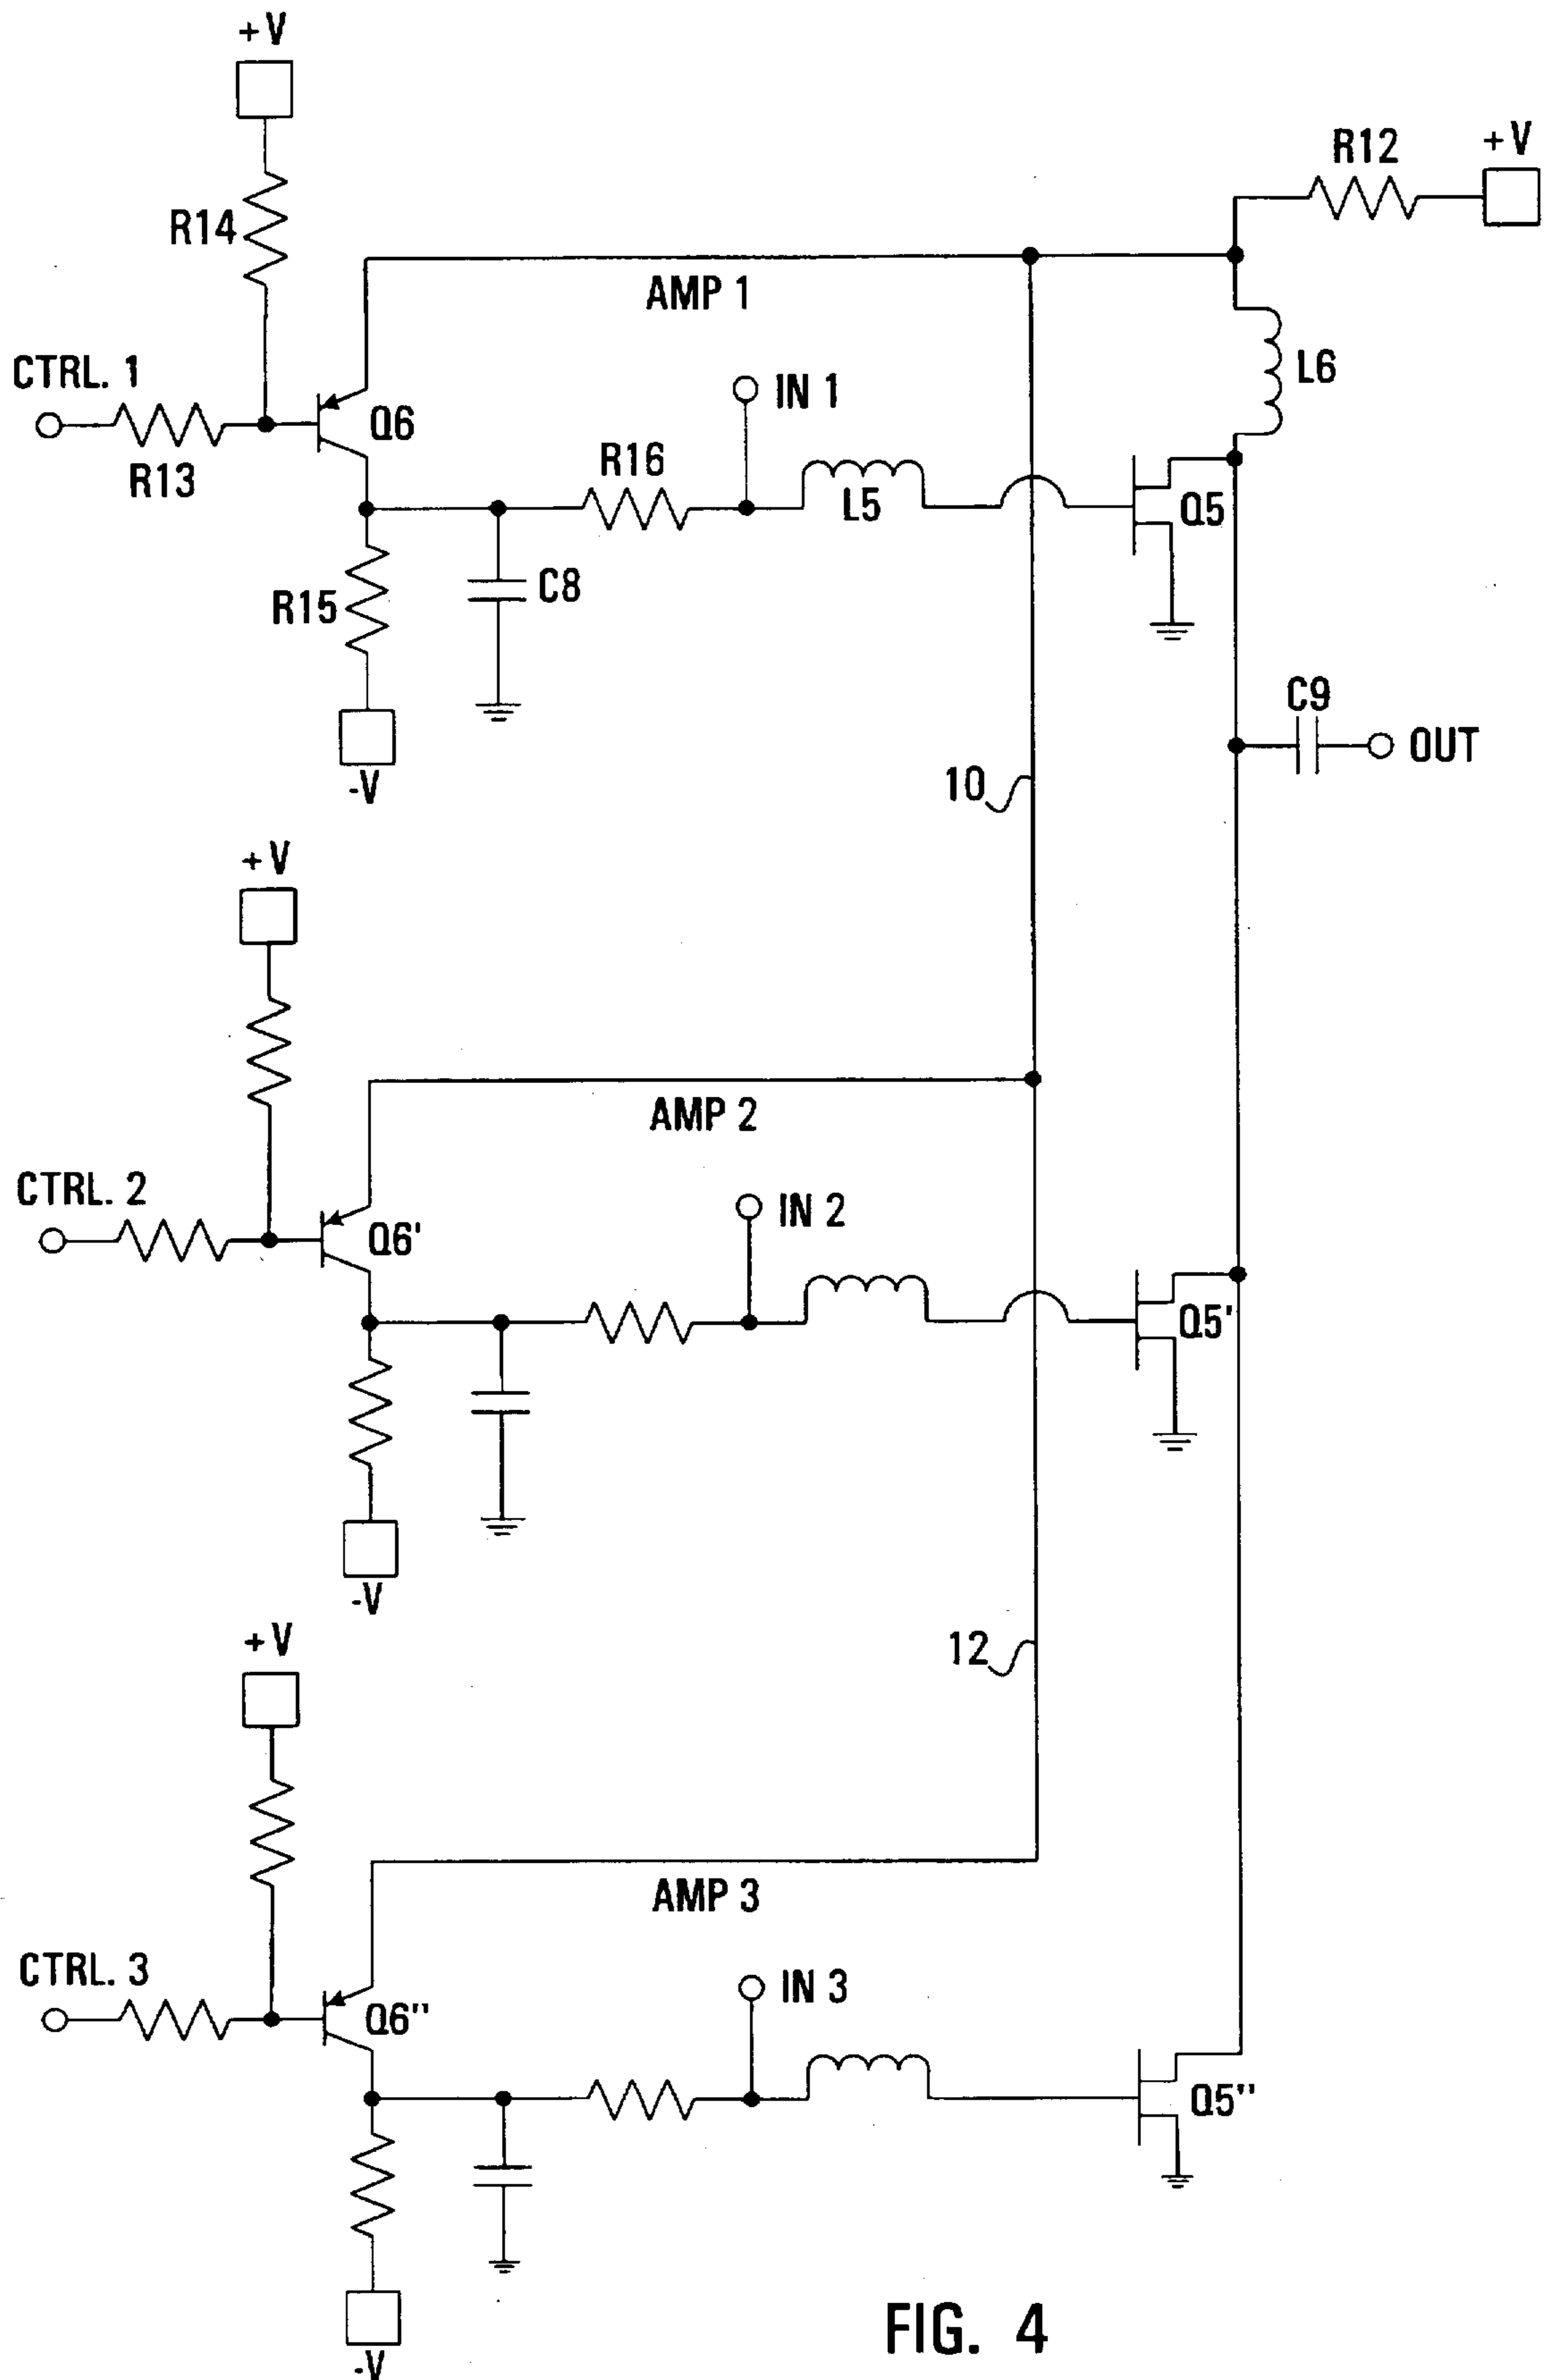 +V
R12
+V
R14
AMP 1
CTRL. 1
R13
Q6
IN 1
L6
R16
L5
Q5
R15
C8
-V
C9
OUT
10
+V
AMP 2
CTRL. 2
Q6'
IN 2
Q5'
-V
+V
12
AMP 3
CTRL. 3
Q6"
IN 3
Q5"
-V
FIG. 4